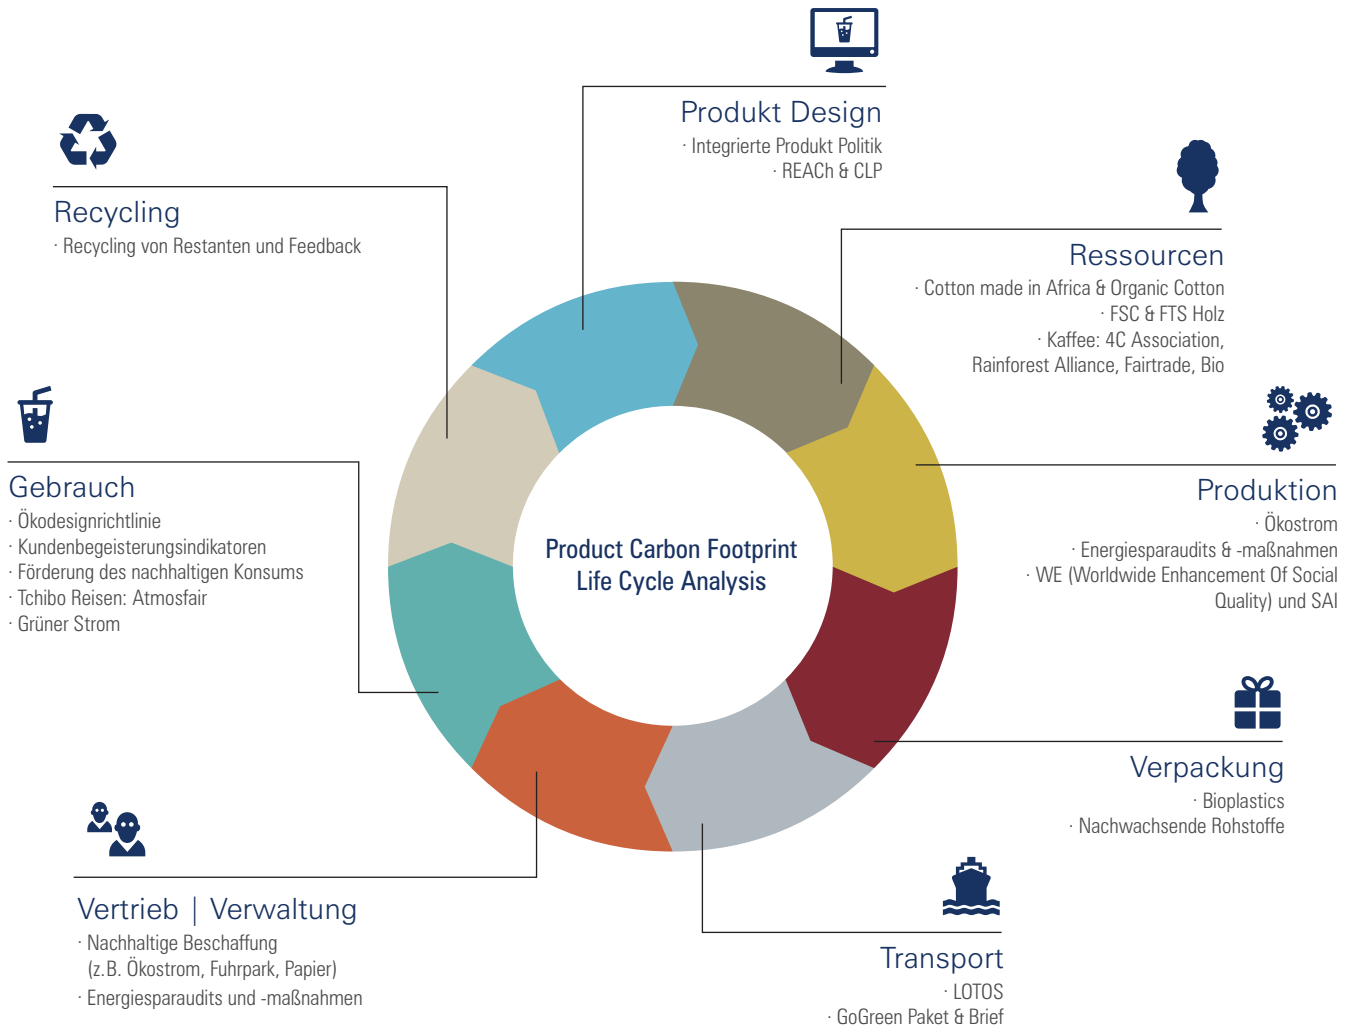 Produkt Design
· Integrierte Produkt Politik
· REACh & CLP
Ressourcen
· Cotton made in Africa & Organic Cotton
· FSC & FTS Holz
· Kaffee: 4C Association,
Rainforest Alliance, Fairtrade, Bio
Produktion
· Ökostrom
· Energiesparaudits & -maßnahmen
· WE (Worldwide Enhancement Of Social
Quality) und SAI
Verpackung
· Bioplastics
· Nachwachsende Rohstoffe
Transport
· LOTOS
· GoGreen Paket & Brief
Vertrieb | Verwaltung
· Nachhaltige Beschaffung
(z.B. Ökostrom, Fuhrpark, Papier)
· Energiesparaudits und -maßnahmen
Gebrauch
· Ökodesignrichtlinie
· Kundenbegeisterungsindikatoren
· Förderung des nachhaltigen Konsums
· Tchibo Reisen: Atmosfair
· Grüner Strom
Recycling
· Recycling von Restanten und Feedback
Product Carbon Footprint
Life Cycle Analysis